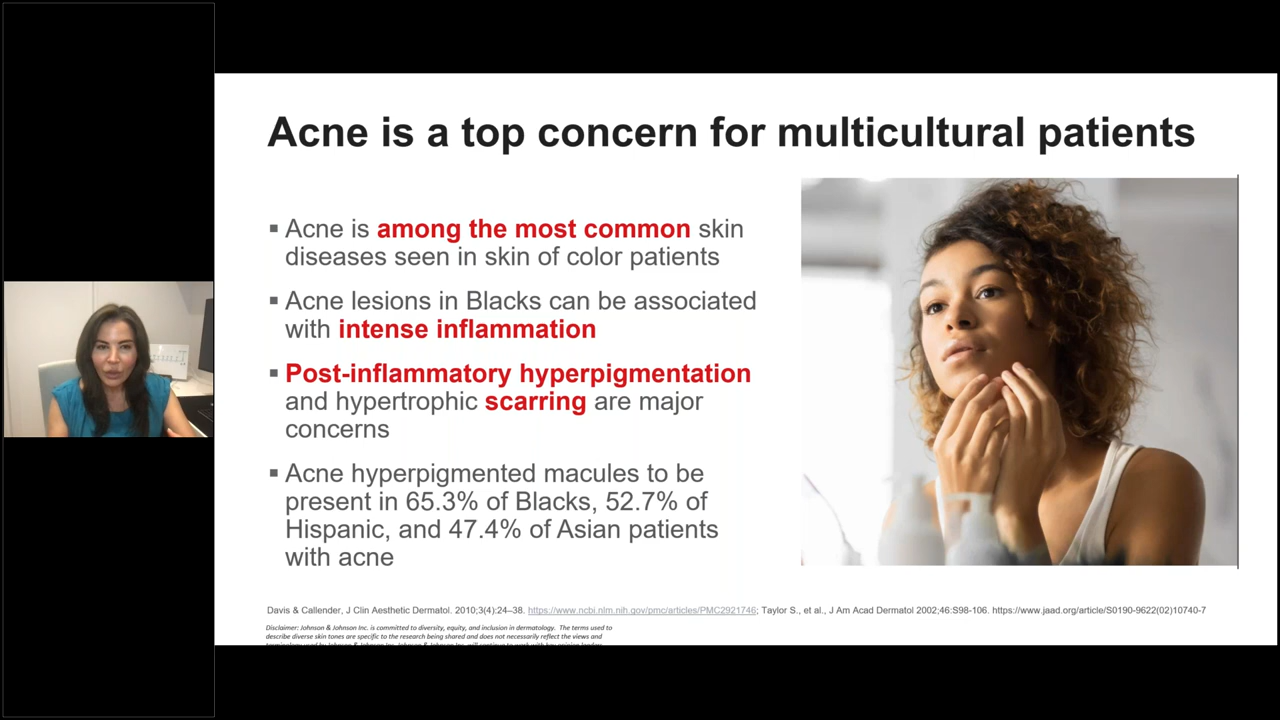 Acne is a top concern for multicultural patients
▪ Acne is among the most common skin
diseases seen in skin of color patients
▪ Acne lesions in Blacks can be associated
with intense inflammation
▪ Post-inflammatory hyperpigmentation
and hypertrophic scarring are major
concerns
▪ Acne hyperpigmented macules to be
present in 65.3% of Blacks, 52.7% of
Hispanic, and 47.4% of Asian patients
with acne
Davis & Callender, J Clin Aesthetic Dermatol. 2010;3(4):24–38. https://www.ncbi.nlm.nih.gov/pmc/articles/PMC2921746; Taylor S., et al., J Am Acad Dermatol 2002;46:S98-106. https://www.jaad.org/article/S0190-9622(02)10740-7
Disclaimer: Johnson & Johnson Inc. is committed to diversity, equity, and inclusion in dermatology. The terms used to
describe diverse skin tones are specific to the research being shared and does not necessarily reflect the views and